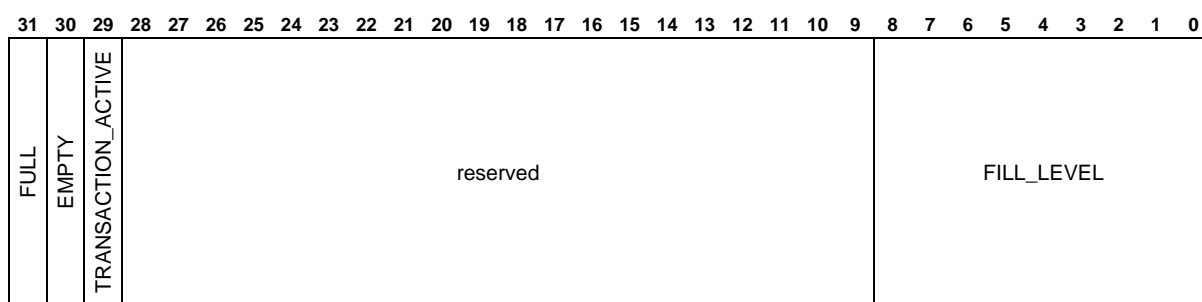 31 30 29 28 27 26 25 24 23 22 21 20 19 18 17 16 15 14 13 12 11 10 9 8 7 6 5 4 3 2 1 0
FULL
EMPTY
TRANSACTION_ACTIVE
reserved
FILL_LEVEL